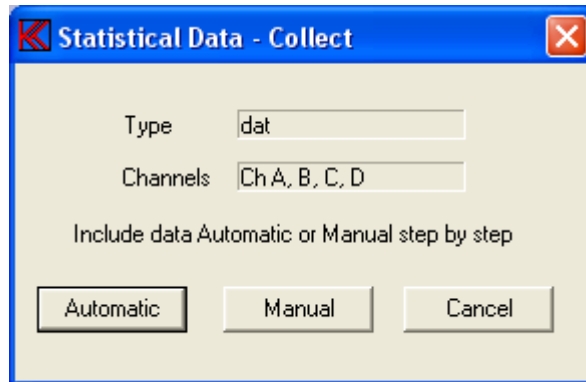 Statistical Data - Collect
Type dat
Channels Ch A, B, C, D
Include data Automatic or Manual step by step
Automatic Manual Cancel